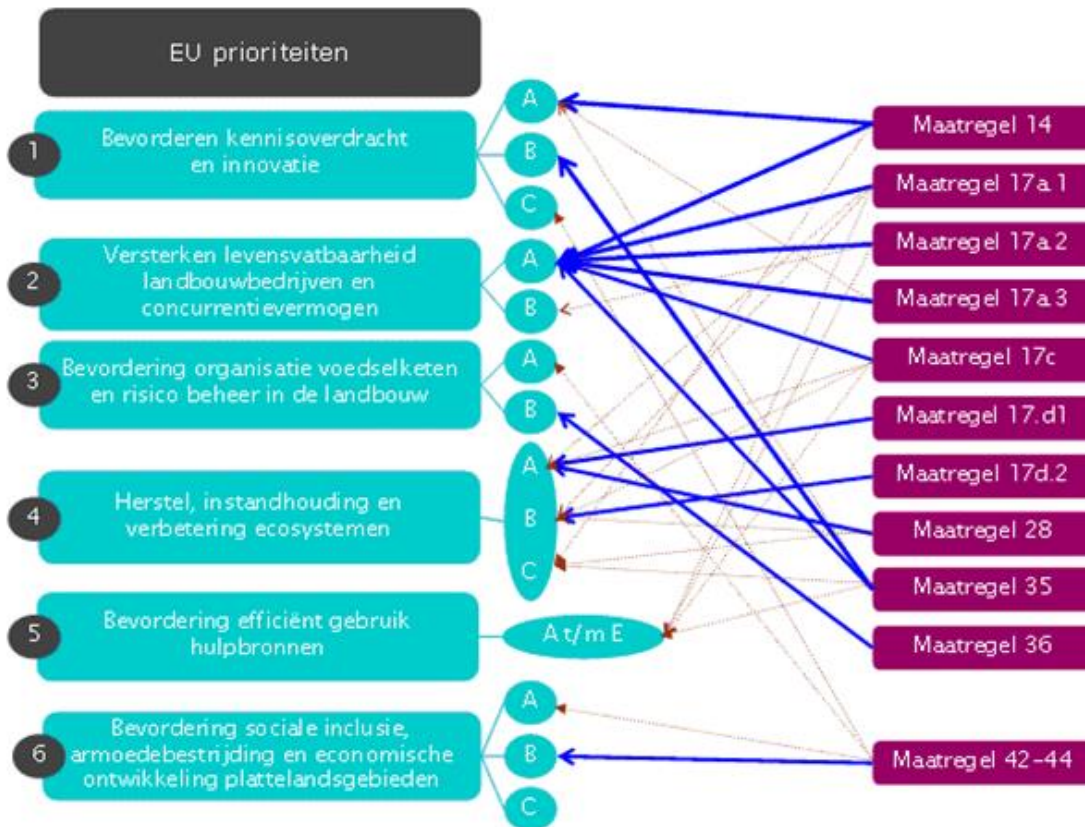 EU prioriteiten
1
Bevorderen kennisoverdracht
en innovatie
A
B
C
2
Versterken levensvatbaarheid
landbouwbedrijven en
concurrentievermogen
A
B
3
Bevordering organisatie voedselketen
en risico beheer in de landbouw
A
B
4
Herstel, instandhouding en
verbetering ecosystemen
A
B
C
5
Bevordering efficiënt gebruik
hulpbronnen
A t/m E
6
Bevordering sociale inclusie,
armoedebestrijding en economische
ontwikkeling plattelandsgebieden
A
B
C
Maatregel 14
Maatregel 17a.1
Maatregel 17a.2
Maatregel 17a.3
Maatregel 17c
Maatregel 17.d1
Maatregel 17d.2
Maatregel 28
Maatregel 35
Maatregel 36
Maatregel 42-44